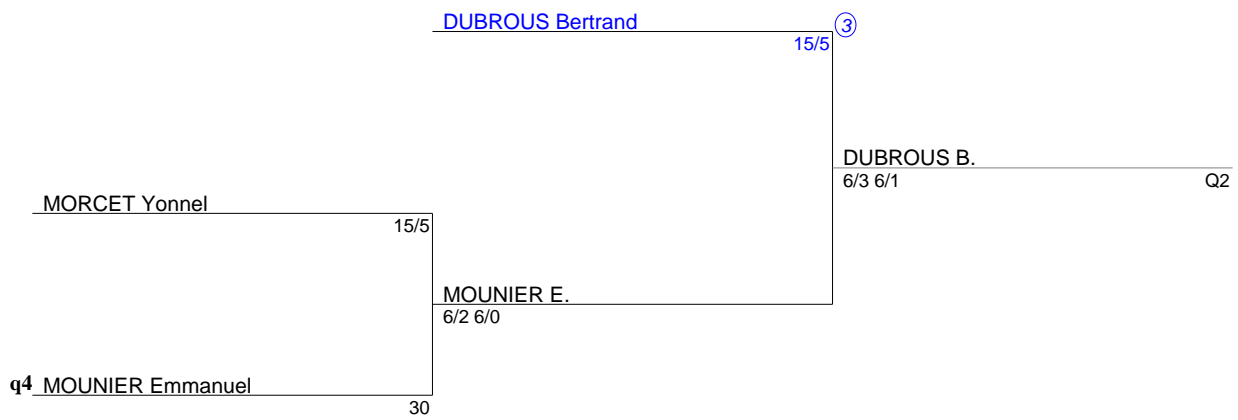 DUBROUS Bertrand 3
15/5
DUBROUS B.
6/3 6/1 Q2
MORCET Yonnel
15/5
MOUNIER E.
6/2 6/0
q4 MOUNIER Emmanuel
30